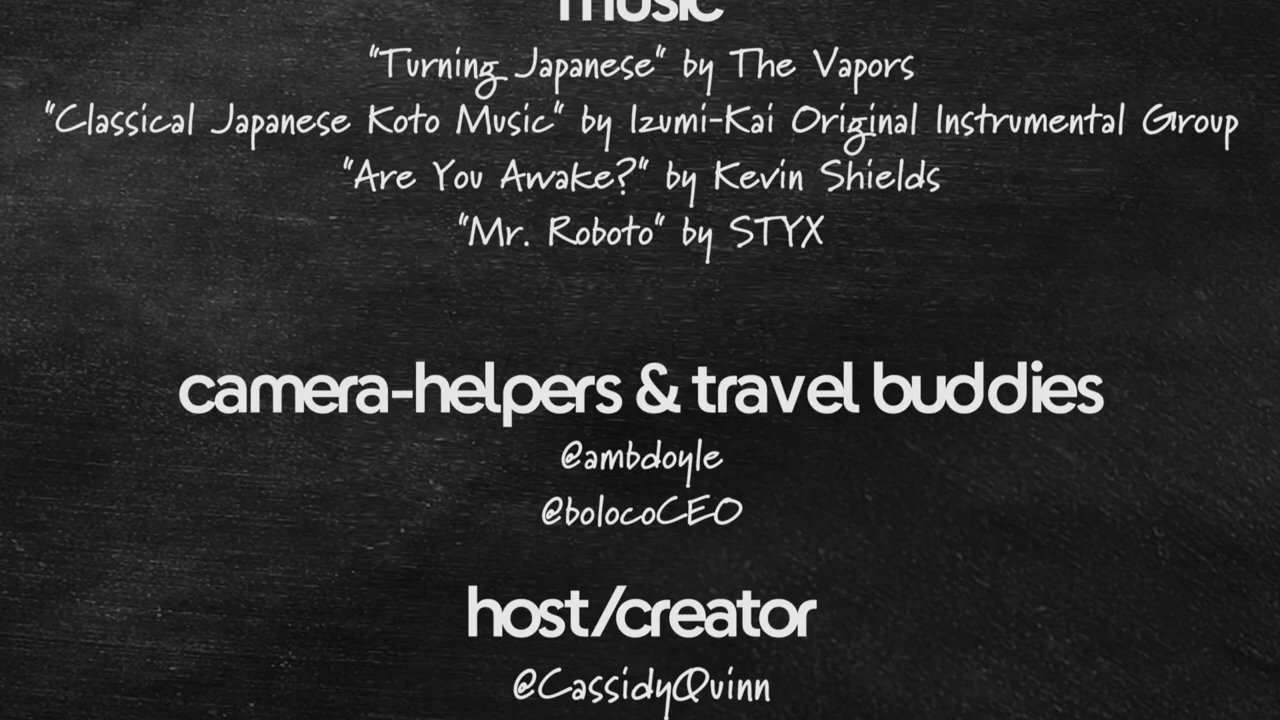 music
"Turning Japanese" by The Vapors
"Classical Japanese Koto Music" by Izumi-Kai Original Instrumental Group
"Are You Awake?" by Kevin Shields
"Mr. Roboto" by STYX
camera-helpers & travel buddies
@ambdoyle
@bolocoCEO
host/creator
@CassidyQuinn